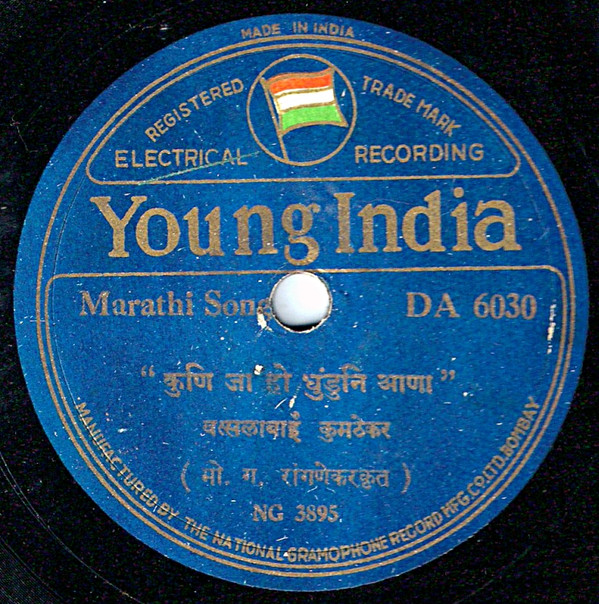 MADE IN INDIA
REGISTERED TRADE MARK
ELECTRICAL RECORDING
Young India
Marathi Song DA 6030
"कुणि जा हो धुंडुनि आणा"
वत्सलाबाई कुमठेकर
( मो. ग. रांगणेकरकृत )
NG 3895
MANUFACTURED BY THE NATIONAL GRAMOPHONE RECORD MFG. CO. LTD. BOMBAY